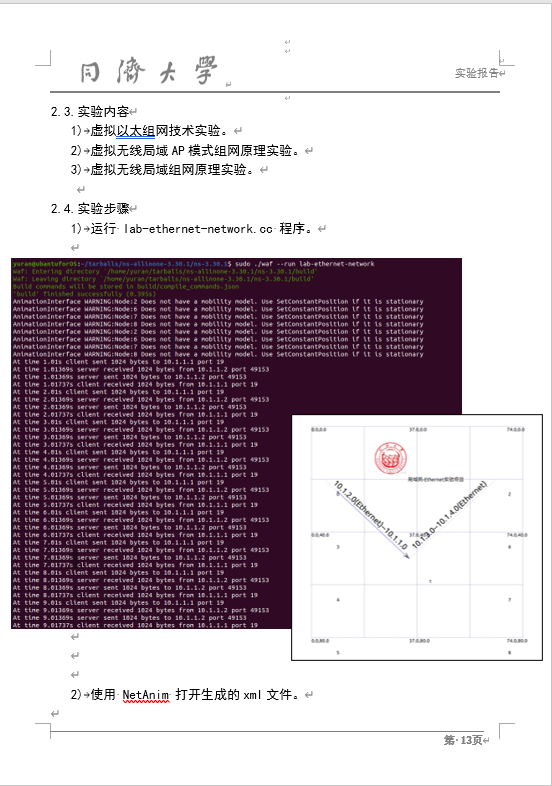 同济大学
实验报告
2.3.实验内容
1)虚拟以太组网技术实验。
2)虚拟无线局域 AP 模式组网原理实验。
3)虚拟无线局域组网原理实验。
2.4.实验步骤
1)运行 lab-ethernet-network.cc 程序。
yuran@ubantuforOS:~/tarballs/ns-allinone-3.30.1/ns-3.30.1$ sudo ./waf --run lab-ethernet-network
Waf: Entering directory `/home/yuran/tarballs/ns-allinone-3.30.1/ns-3.30.1/build'
Waf: Leaving directory `/home/yuran/tarballs/ns-allinone-3.30.1/ns-3.30.1/build'
Build commands will be stored in build/compile_commands.json
'build' finished successfully (0.395s)
AnimationInterface WARNING:Node:2 Does not have a mobility model. Use SetConstantPosition if it is stationary
AnimationInterface WARNING:Node:6 Does not have a mobility model. Use SetConstantPosition if it is stationary
AnimationInterface WARNING:Node:7 Does not have a mobility model. Use SetConstantPosition if it is stationary
AnimationInterface WARNING:Node:8 Does not have a mobility model. Use SetConstantPosition if it is stationary
AnimationInterface WARNING:Node:2 Does not have a mobility model. Use SetConstantPosition if it is stationary
AnimationInterface WARNING:Node:6 Does not have a mobility model. Use SetConstantPosition if it is stationary
AnimationInterface WARNING:Node:7 Does not have a mobility model. Use SetConstantPosition if it is stationary
AnimationInterface WARNING:Node:8 Does not have a mobility model. Use SetConstantPosition if it is stationary
At time 1.01s client sent 1024 bytes to 10.1.1.1 port 19
At time 1.01369s server received 1024 bytes from 10.1.1.2 port 49153
At time 1.01369s server sent 1024 bytes to 10.1.1.2 port 49153
At time 1.01737s client received 1024 bytes from 10.1.1.1 port 19
At time 2.01s client sent 1024 bytes to 10.1.1.1 port 19
At time 2.01369s server received 1024 bytes from 10.1.1.2 port 49153
At time 2.01369s server sent 1024 bytes to 10.1.1.2 port 49153
At time 2.01737s client received 1024 bytes from 10.1.1.1 port 19
At time 3.01s client sent 1024 bytes to 10.1.1.1 port 19
At time 3.01369s server received 1024 bytes from 10.1.1.2 port 49153
At time 3.01369s server sent 1024 bytes to 10.1.1.2 port 49153
At time 3.01737s client received 1024 bytes from 10.1.1.1 port 19
At time 4.01s client sent 1024 bytes to 10.1.1.1 port 19
At time 4.01369s server received 1024 bytes from 10.1.1.2 port 49153
At time 4.01369s server sent 1024 bytes to 10.1.1.2 port 49153
At time 4.01737s client received 1024 bytes from 10.1.1.1 port 19
At time 5.01s client sent 1024 bytes to 10.1.1.1 port 19
At time 5.01369s server received 1024 bytes from 10.1.1.2 port 49153
At time 5.01369s server sent 1024 bytes to 10.1.1.2 port 49153
At time 5.01737s client received 1024 bytes from 10.1.1.1 port 19
At time 6.01s client sent 1024 bytes to 10.1.1.1 port 19
At time 6.01369s server received 1024 bytes from 10.1.1.2 port 49153
At time 6.01369s server sent 1024 bytes to 10.1.1.2 port 49153
At time 6.01737s client received 1024 bytes from 10.1.1.1 port 19
At time 7.01s client sent 1024 bytes to 10.1.1.1 port 19
At time 7.01369s server received 1024 bytes from 10.1.1.2 port 49153
At time 7.01369s server sent 1024 bytes to 10.1.1.2 port 49153
At time 7.01737s client received 1024 bytes from 10.1.1.1 port 19
At time 8.01s client sent 1024 bytes to 10.1.1.1 port 19
At time 8.01369s server received 1024 bytes from 10.1.1.2 port 49153
At time 8.01369s server sent 1024 bytes to 10.1.1.2 port 49153
At time 8.01737s client received 1024 bytes from 10.1.1.1 port 19
At time 9.01s client sent 1024 bytes to 10.1.1.1 port 19
At time 9.01369s server received 1024 bytes from 10.1.1.2 port 49153
At time 9.01369s server sent 1024 bytes to 10.1.1.2 port 49153
At time 9.01737s client received 1024 bytes from 10.1.1.1 port 19
0.0,0.0 37.0,0.0 74.0,0.0
局域网-Ethernet实验项目
2
10.1.2.0(Ethernet)--10.1.1.0
10.1.3.0--10.1.4.0(Ethernet)
0.0,40.0 37.0,40.0 74.0,40.0
3 6
1
4 7
0.0,80.0 37.0,80.0 74.0,80.0
5 8
2)使用 NetAnim 打开生成的 xml 文件。
第 13页